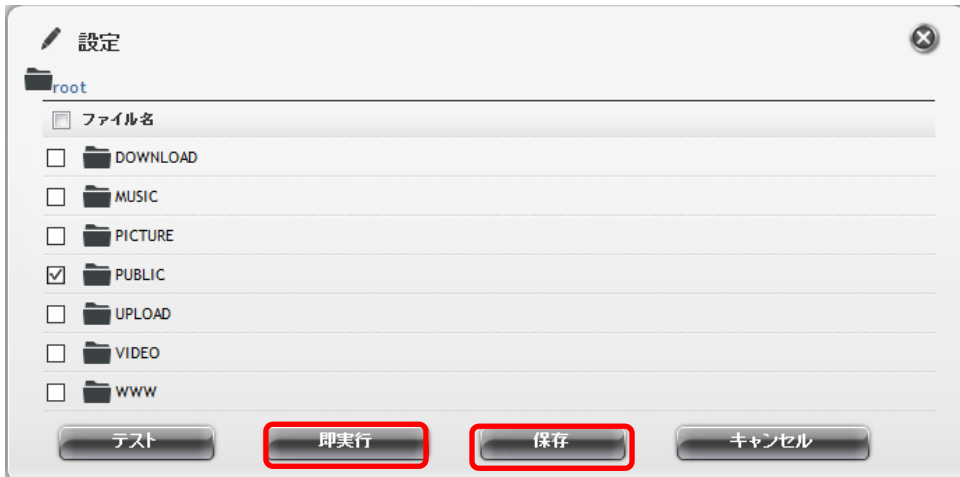 設定
root
ファイル名
DOWNLOAD
MUSIC
PICTURE
PUBLIC
UPLOAD
VIDEO
WWW
テスト 即実行 保存 キャンセル